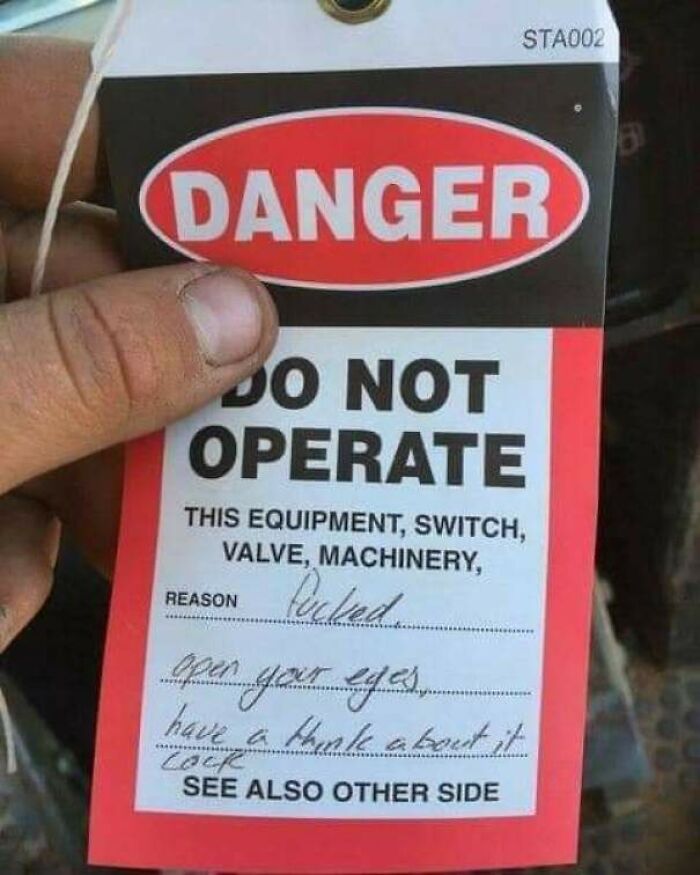 STA002
DANGER
DO NOT
OPERATE
THIS EQUIPMENT, SWITCH,
VALVE, MACHINERY,
REASON Fucked.
open your eyes,
have a think about it
COCK
SEE ALSO OTHER SIDE